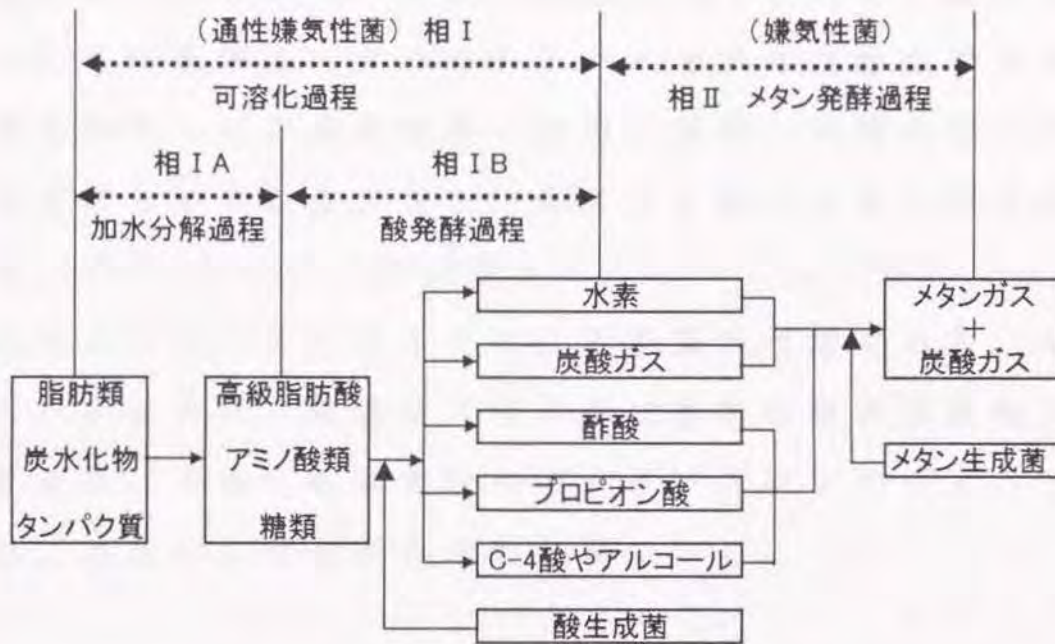 (通性嫌気性菌) 相Ⅰ
(嫌気性菌)
可溶化過程
相Ⅱ メタン発酵過程
相ⅠA
相ⅠB
加水分解過程
酸発酵過程
水素
炭酸ガス
酢酸
プロピオン酸
C-4酸やアルコール
酸生成菌
脂肪類
炭水化物
タンパク質
高級脂肪酸
アミノ酸類
糖類
メタンガス
+
炭酸ガス
メタン生成菌